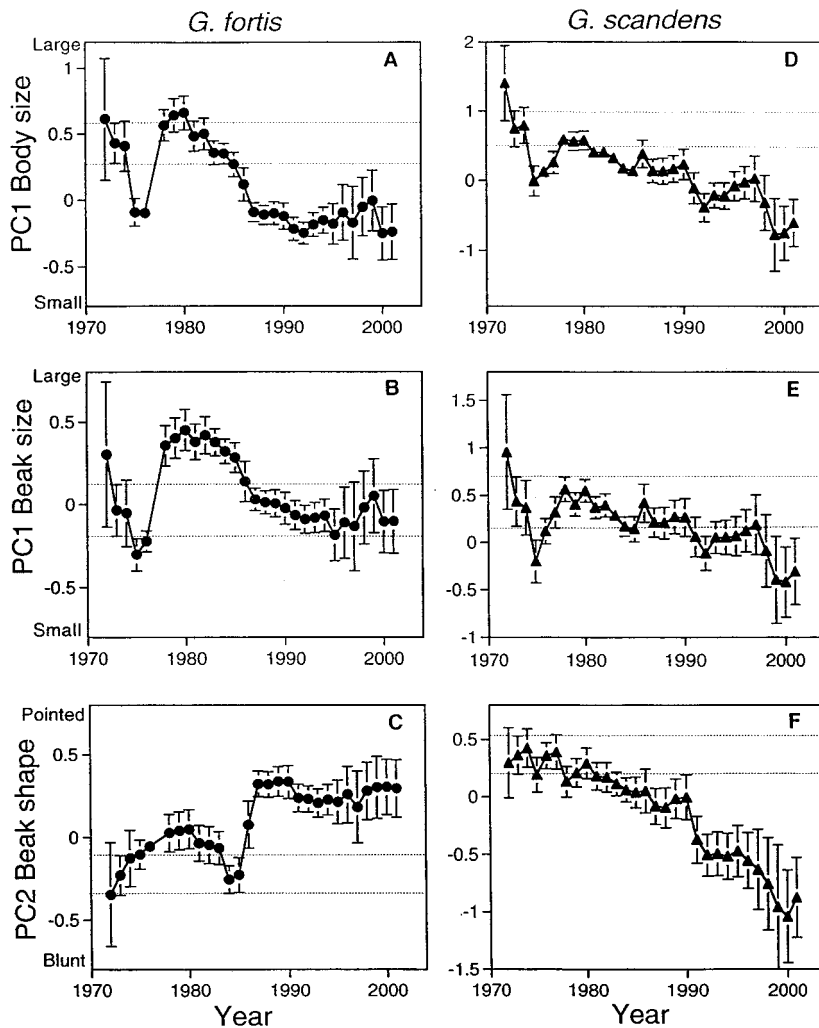 G. fortis
G. scandens
Large
A
1
0.5
0
-0.5
Small
PC1 Body size
1970
1980
1990
2000
D
2
1
0
-1
1970
1980
1990
2000
Large
B
0.5
0
-0.5
Small
PC1 Beak size
1970
1980
1990
2000
E
1.5
1
0.5
0
-0.5
-1
1970
1980
1990
2000
Pointed
C
0.5
0
-0.5
Blunt
PC2 Beak shape
1970
1980
1990
2000
Year
F
0.5
0
-0.5
-1
-1.5
1970
1980
1990
2000
Year